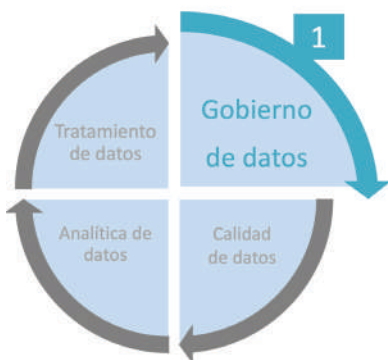 1
Gobierno
de datos
Tratamiento
de datos
Analítica de
datos
Calidad
de datos